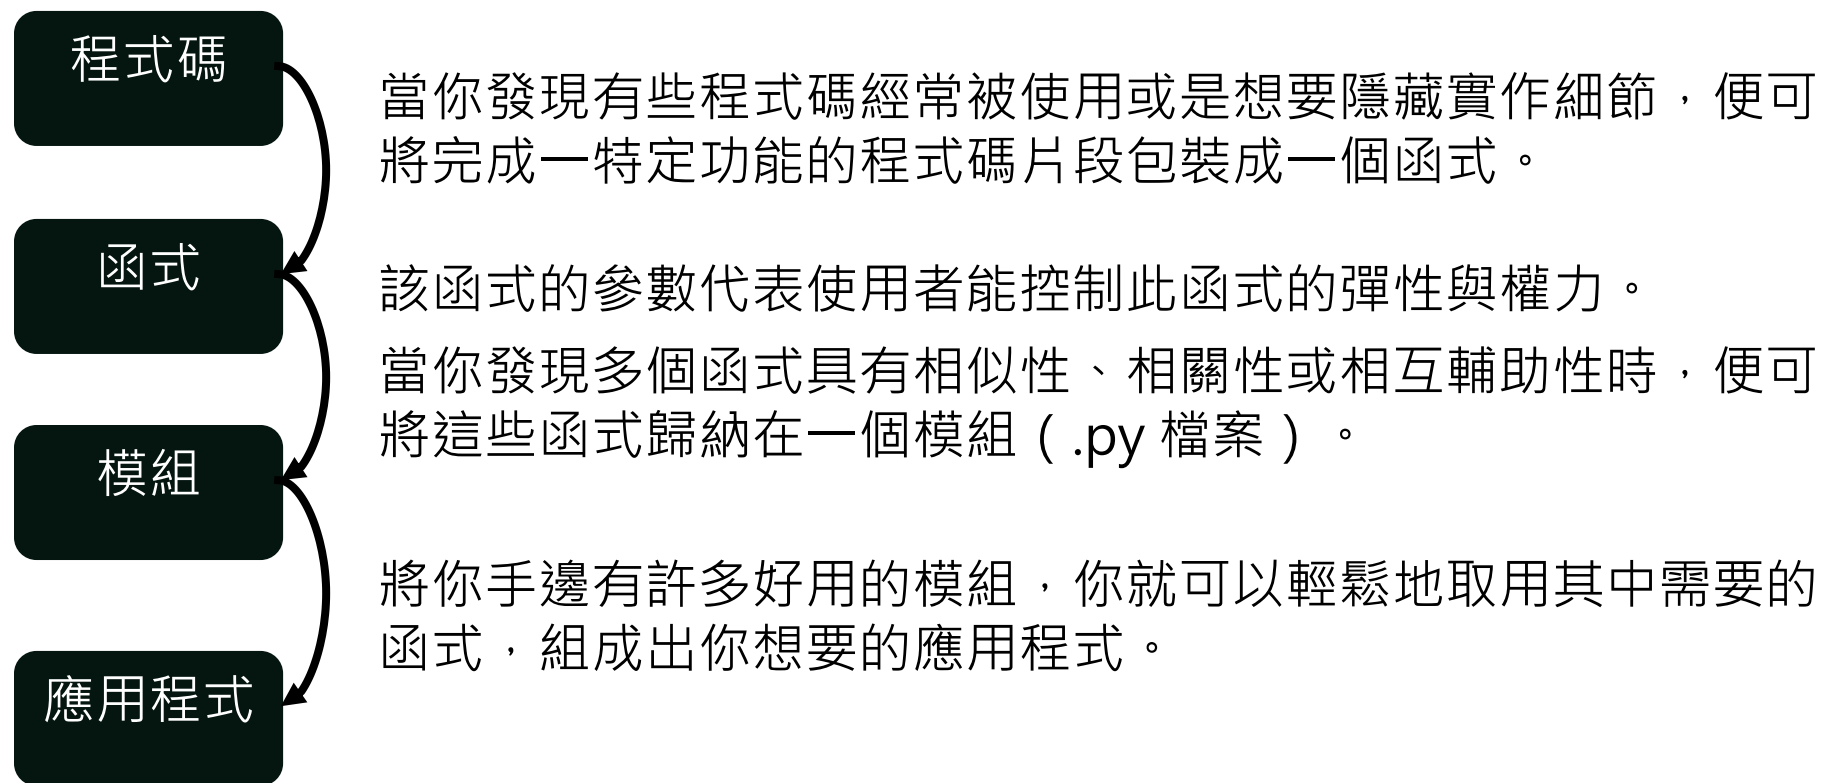 程式碼
當你發現有些程式碼經常被使用或是想要隱藏實作細節，便可
將完成一特定功能的程式碼片段包裝成一個函式。
函式
該函式的參數代表使用者能控制此函式的彈性與權力。
當你發現多個函式具有相似性、相關性或相互輔助性時，便可
將這些函式歸納在一個模組（.py 檔案）。
模組
將你手邊有許多好用的模組，你就可以輕鬆地取用其中需要的
函式，組成出你想要的應用程式。
應用程式